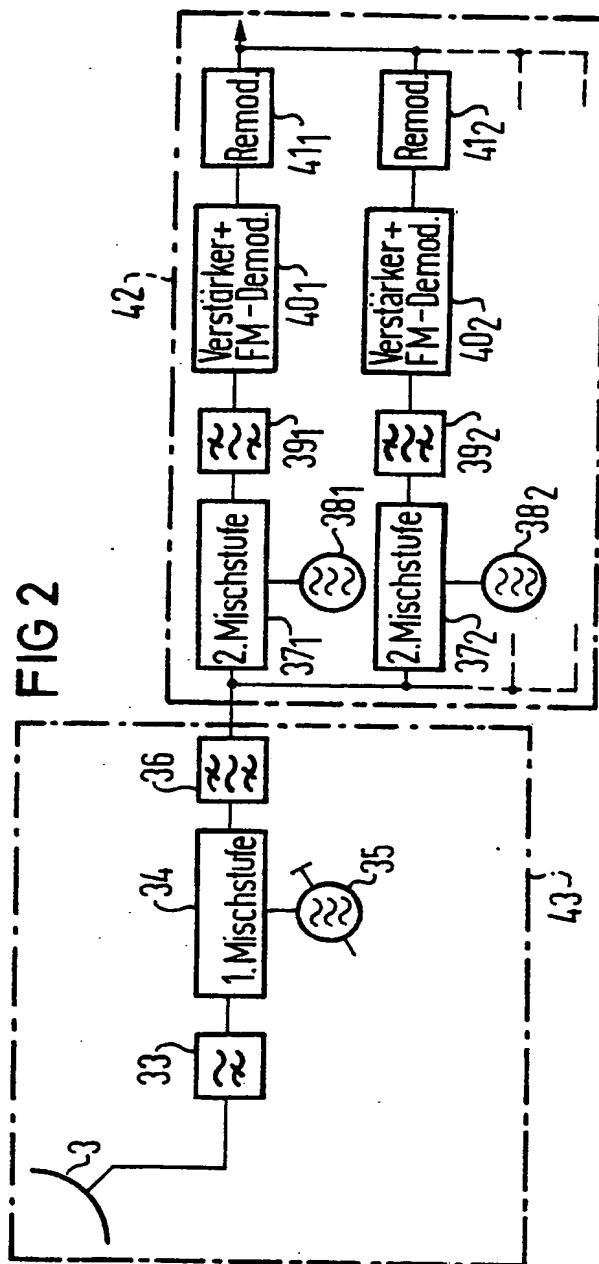 FIG 2
3
33
34
1.Mischstufe
35
36
43
42
2.Mischstufe
37₁
38₁
39₁
Verstärker+
FM-Demod.
40₁
Remod.
41₁
2.Mischstufe
37₂
38₂
39₂
Verstärker+
FM-Demod.
40₂
Remod.
41₂